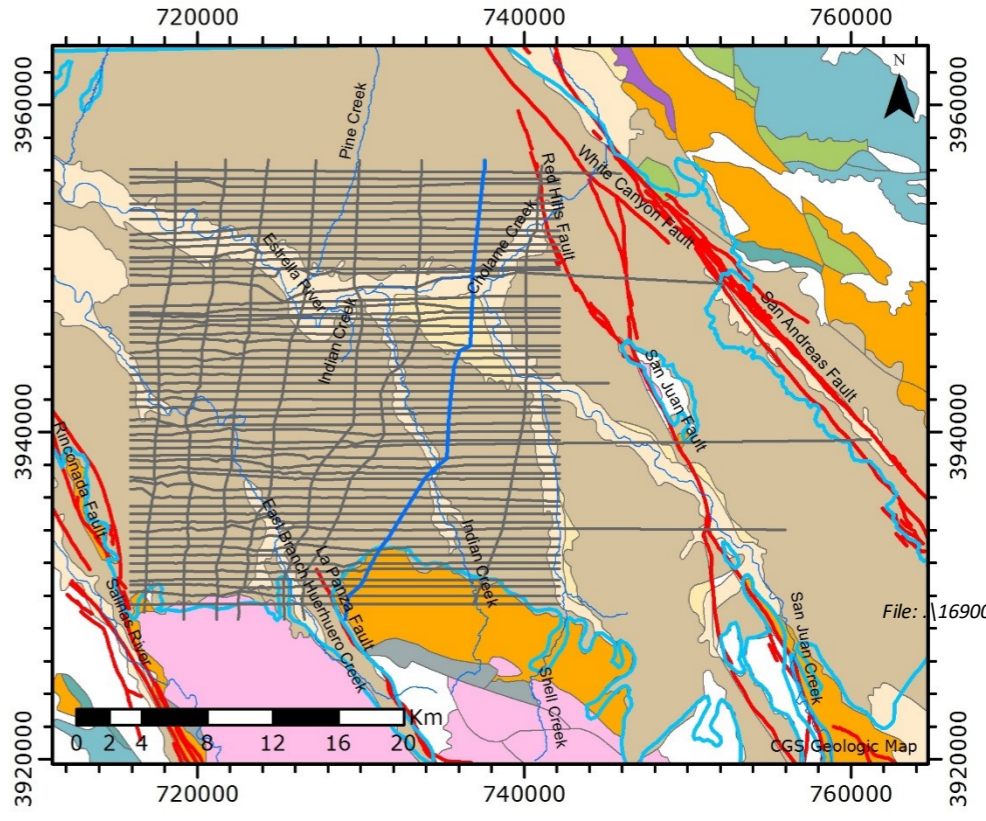 720000
740000
760000
N
3960000
3960000
Pine Creek
Red Hills Fault
White Canyon Fault
Cholame Creek
Estrella River
Indian Creek
San Andreas Fault
San Juan Fault
3940000
3940000
Rinconada Fault
East Branch Huerhuero Creek
La Panza Fault
Indian Creek
Salinas River
San Juan Creek
File: .\16900
Shell Creek
Km
0 2 4 8 12 16 20
CGS Geologic Map
3920000
3920000
720000
740000
760000